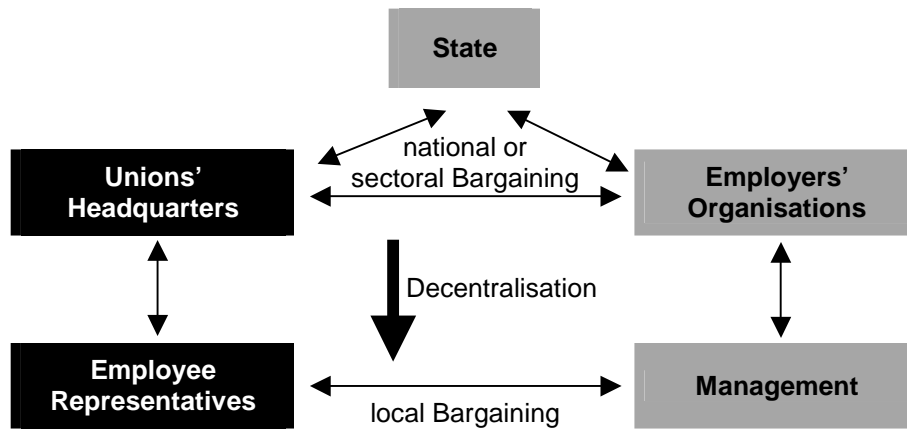 State
national or
sectoral Bargaining
Unions’
Headquarters
Employers’
Organisations
Decentralisation
Employee
Representatives
Management
local Bargaining